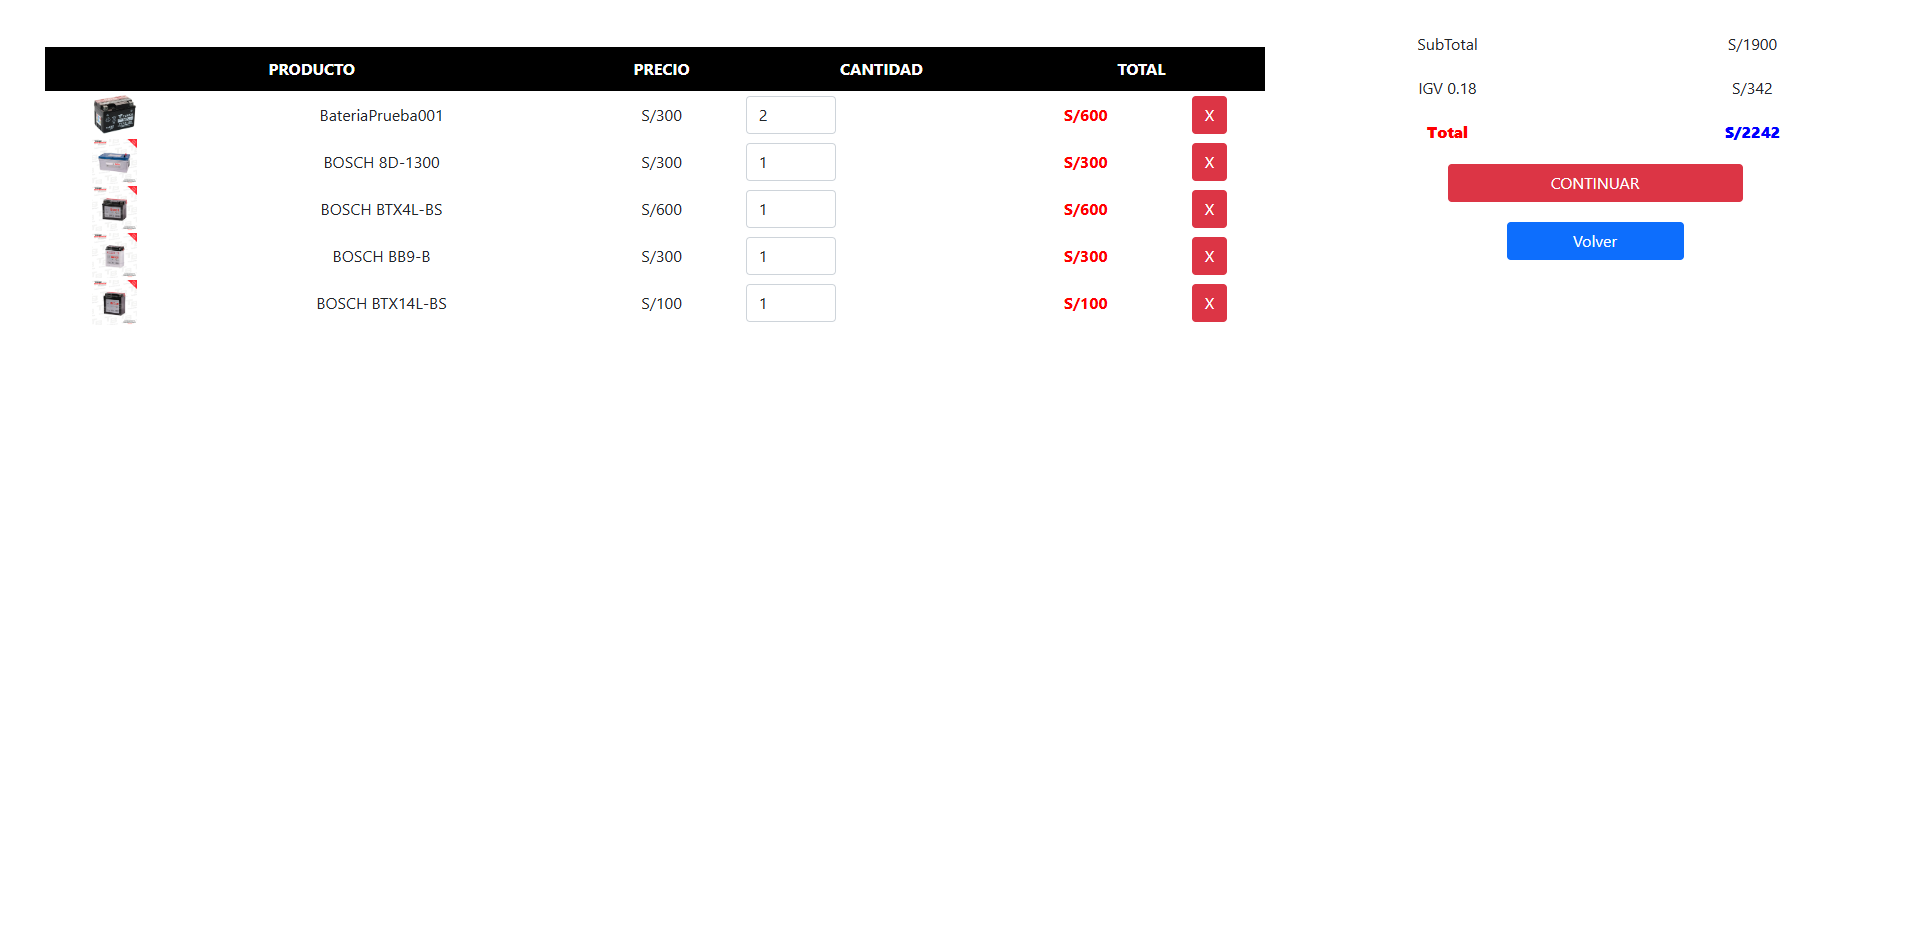 PRODUCTO PRECIO CANTIDAD TOTAL
BateriaPrueba001 S/300 2 S/600 X
BOSCH 8D-1300 S/300 1 S/300 X
BOSCH BTX4L-BS S/600 1 S/600 X
BOSCH BB9-B S/300 1 S/300 X
BOSCH BTX14L-BS S/100 1 S/100 X
SubTotal S/1900
IGV 0.18 S/342
Total S/2242
CONTINUAR
Volver